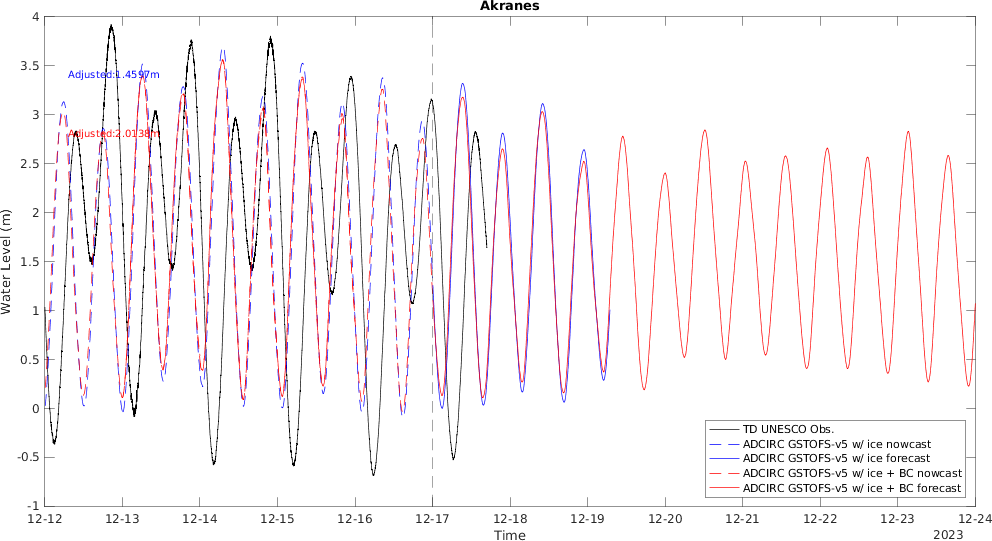 Akranes
4
3.5
3
2.5
2
1.5
1
0.5
0
-0.5
-1
Water Level (m)
Adjusted:1.4597m
Adjusted:2.0138m
TD UNESCO Obs.
ADCIRC GSTOFS-v5 w/ ice nowcast
ADCIRC GSTOFS-v5 w/ ice forecast
ADCIRC GSTOFS-v5 w/ ice + BC nowcast
ADCIRC GSTOFS-v5 w/ ice + BC forecast
12-12 12-13 12-14 12-15 12-16 12-17 12-18 12-19 12-20 12-21 12-22 12-23 12-24
Time
2023